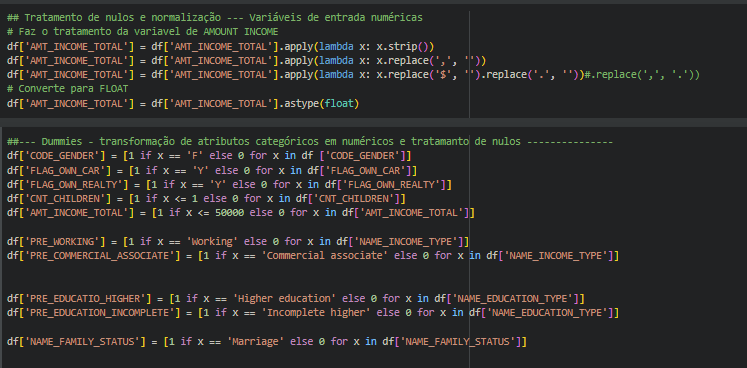 ## Tratamento de nulos e normalização --- Variáveis de entrada numéricas
# Faz o tratamento da variavel de AMOUNT INCOME
df['AMT_INCOME_TOTAL'] = df['AMT_INCOME_TOTAL'].apply(lambda x: x.strip())
df['AMT_INCOME_TOTAL'] = df['AMT_INCOME_TOTAL'].apply(lambda x: x.replace(',', ''))
df['AMT_INCOME_TOTAL'] = df['AMT_INCOME_TOTAL'].apply(lambda x: x.replace('$', '').replace('.', ''))#.replace(',', '.'))
# Converte para FLOAT
df['AMT_INCOME_TOTAL'] = df['AMT_INCOME_TOTAL'].astype(float)
##--- Dummies - transformação de atributos categóricos em numéricos e tratamanto de nulos ---------------
df['CODE_GENDER'] = [1 if x == 'F' else 0 for x in df ['CODE_GENDER']]
df['FLAG_OWN_CAR'] = [1 if x == 'Y' else 0 for x in df['FLAG_OWN_CAR']]
df['FLAG_OWN_REALTY'] = [1 if x == 'Y' else 0 for x in df['FLAG_OWN_REALTY']]
df['CNT_CHILDREN'] = [1 if x <= 1 else 0 for x in df['CNT_CHILDREN']]
df['AMT_INCOME_TOTAL'] = [1 if x <= 50000 else 0 for x in df['AMT_INCOME_TOTAL']]
df['PRE_WORKING'] = [1 if x == 'Working' else 0 for x in df['NAME_INCOME_TYPE']]
df['PRE_COMMERCIAL_ASSOCIATE'] = [1 if x == 'Commercial associate' else 0 for x in df['NAME_INCOME_TYPE']]
df['PRE_EDUCATIO_HIGHER'] = [1 if x == 'Higher education' else 0 for x in df['NAME_EDUCATION_TYPE']]
df['PRE_EDUCATION_INCOMPLETE'] = [1 if x == 'Incomplete higher' else 0 for x in df['NAME_EDUCATION_TYPE']]
df['NAME_FAMILY_STATUS'] = [1 if x == 'Marriage' else 0 for x in df['NAME_FAMILY_STATUS']]